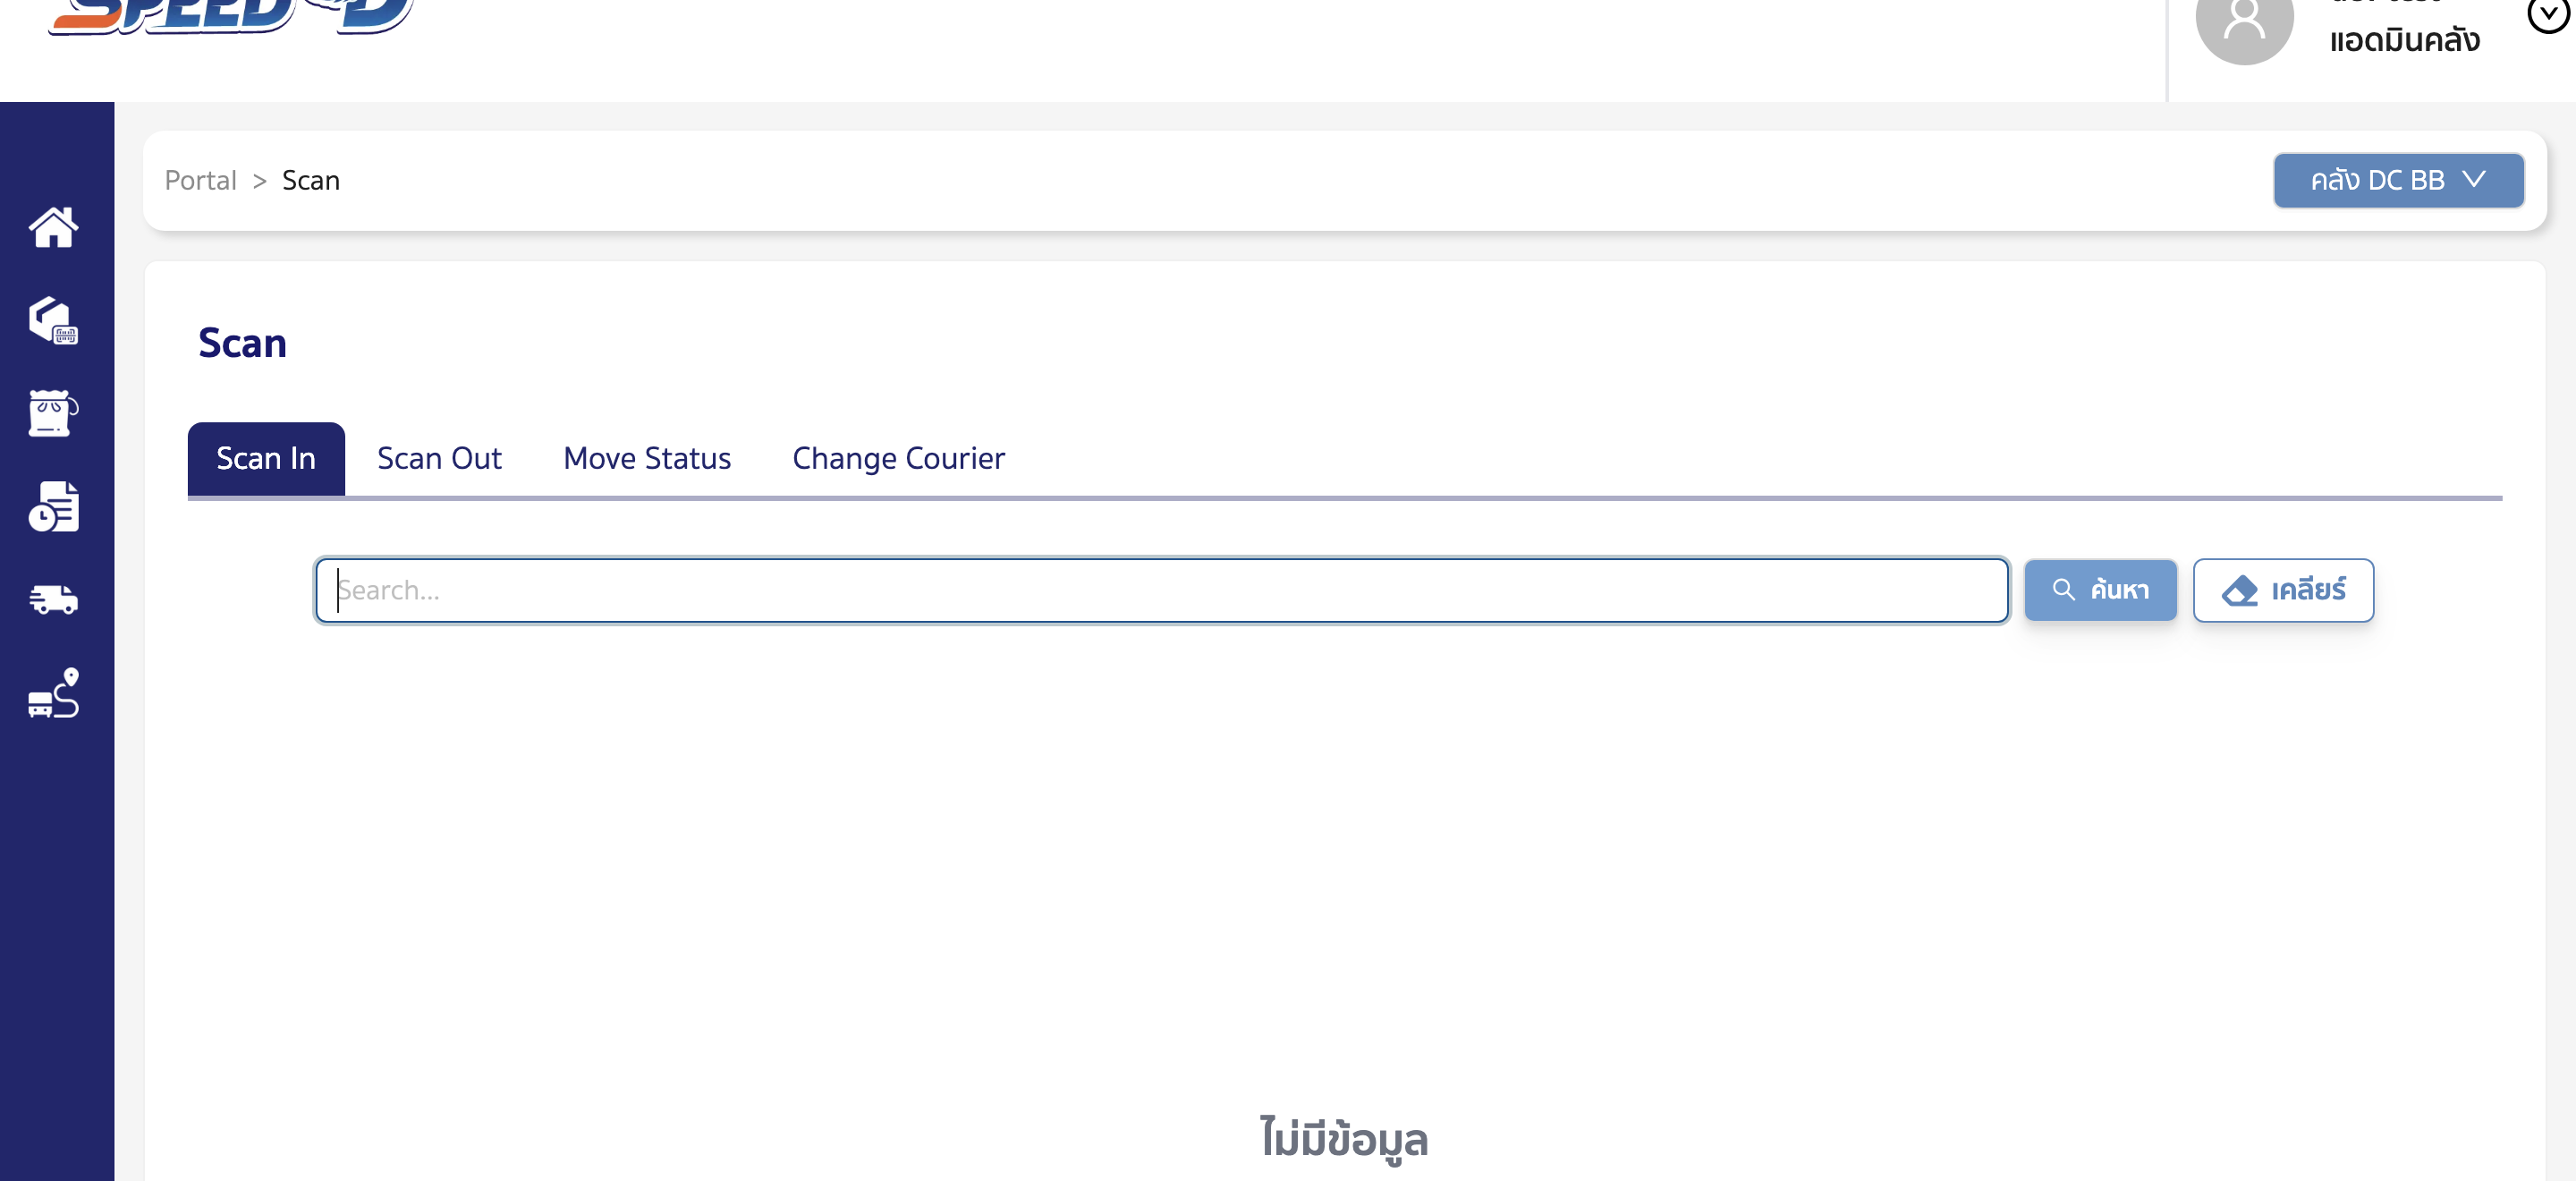 SPEED D
แอดมินคลัง
Portal > Scan
คลัง DC BB
Scan
Scan In
Scan Out
Move Status
Change Courier
Search...
ค้นหา
เคลียร์
ไม่มีข้อมูล